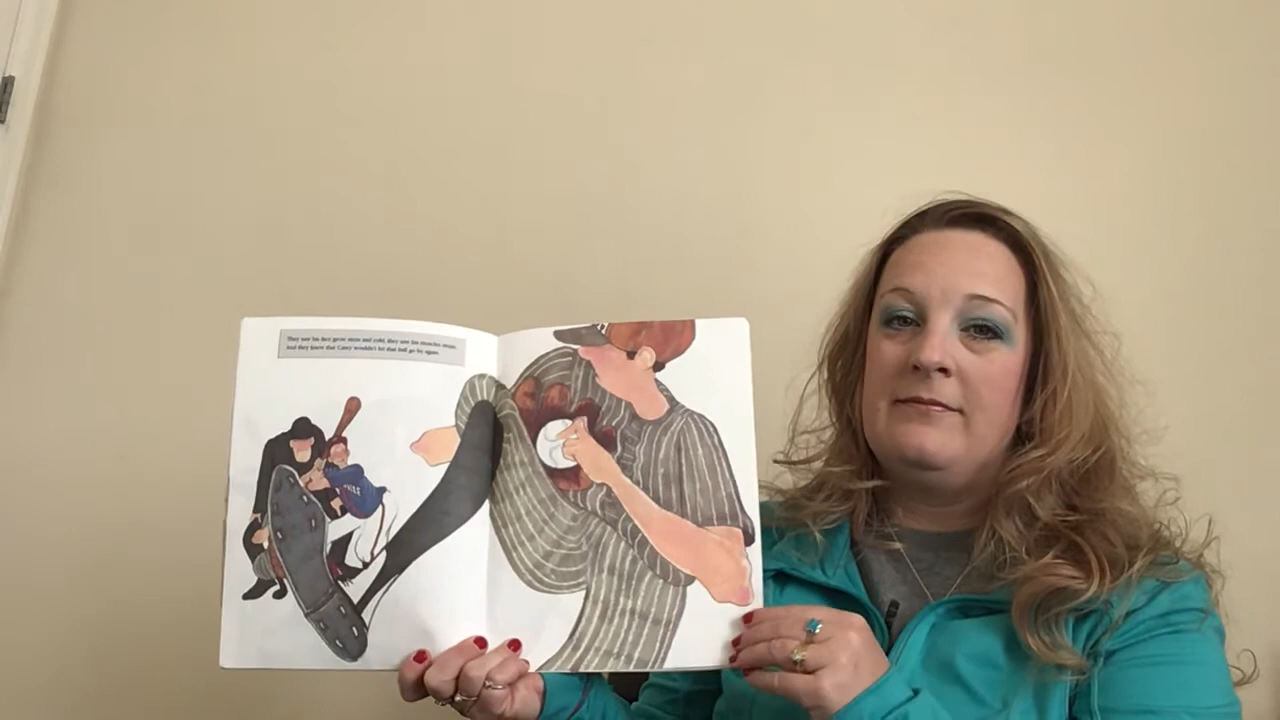 They saw his face grow stern and cold, they saw his muscles strain,
And they knew that Casey wouldn't let that ball go by again.